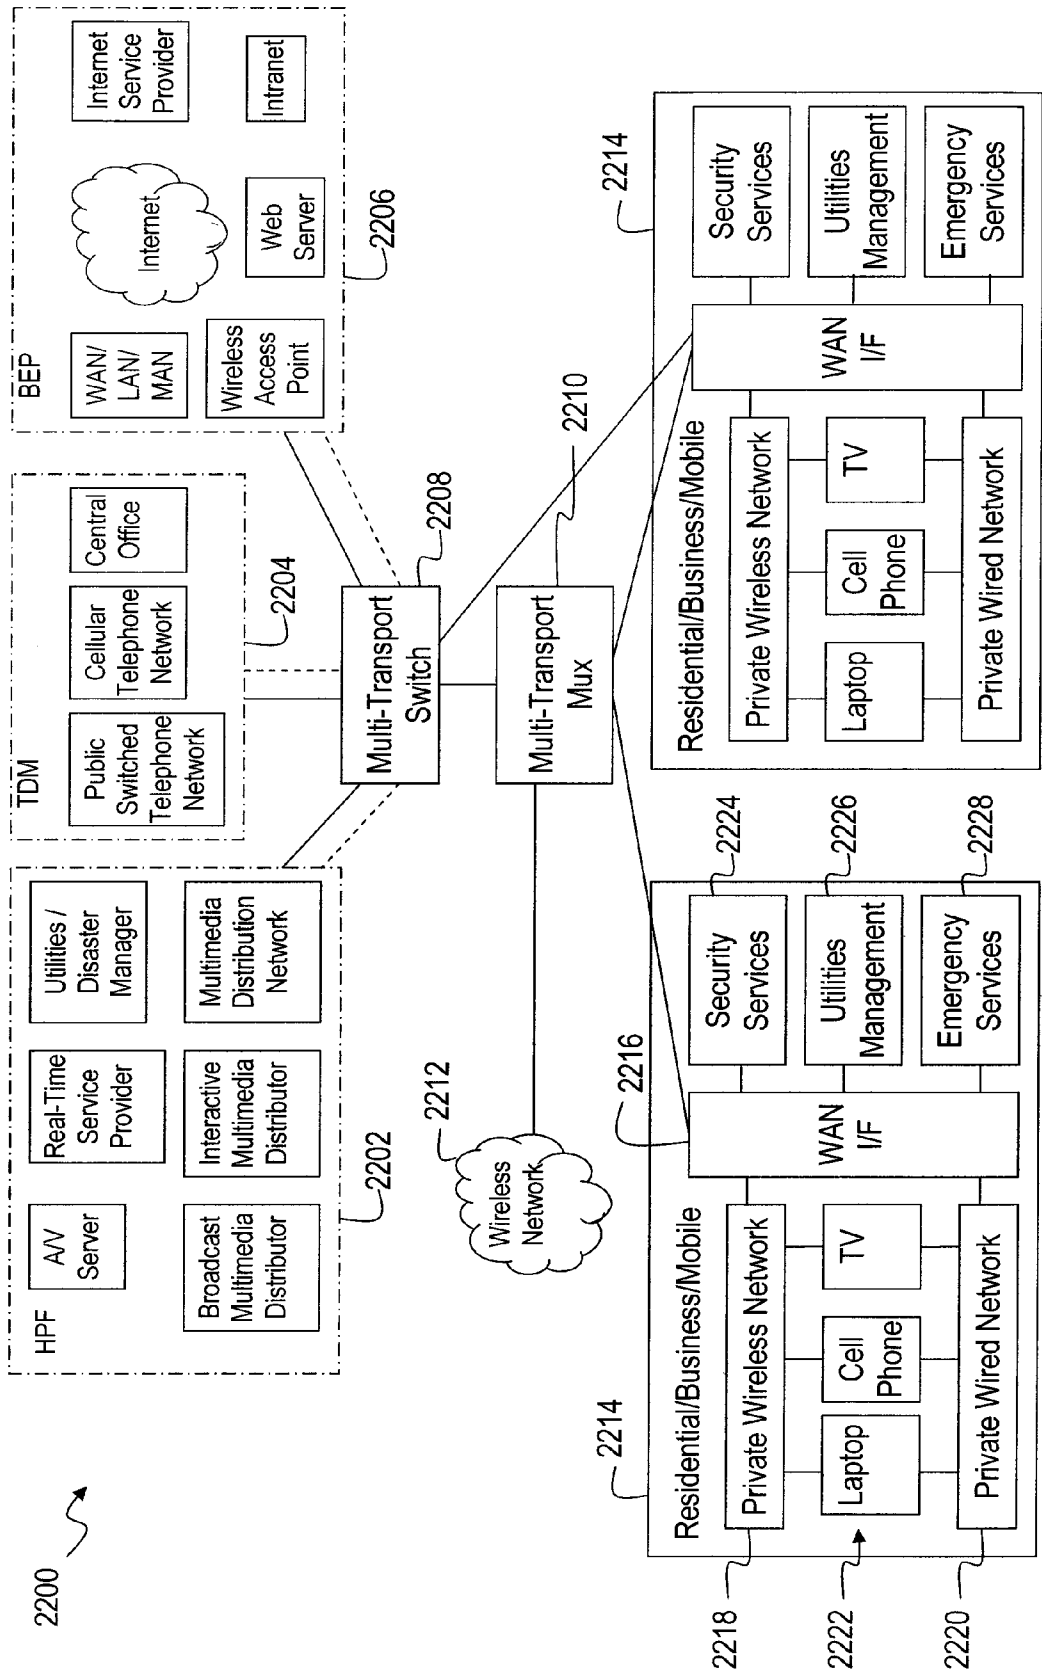 2200
HPF
A/V
Server
Real-Time
Service
Provider
Utilities /
Disaster
Manager
Broadcast
Multimedia
Distributor
Interactive
Multimedia
Distributor
Multimedia
Distribution
Network
2202
TDM
Public
Switched
Telephone
Network
Cellular
Telephone
Network
Central
Office
2204
BEP
WAN/
LAN/
MAN
Internet
Internet
Service
Provider
Wireless
Access
Point
Web
Server
Intranet
2206
Multi-Transport
Switch
2208
Multi-Transport
Mux
2210
Wireless
Network
2212
2214
Residential/Business/Mobile
2216
Private Wireless Network
2218
Laptop
Cell
Phone
TV
2222
Private Wired Network
2220
WAN
I/F
Security
Services
2224
Utilities
Management
2226
Emergency
Services
2228
2214
Residential/Business/Mobile
Private Wireless Network
Laptop
Cell
Phone
TV
Private Wired Network
WAN
I/F
Security
Services
Utilities
Management
Emergency
Services